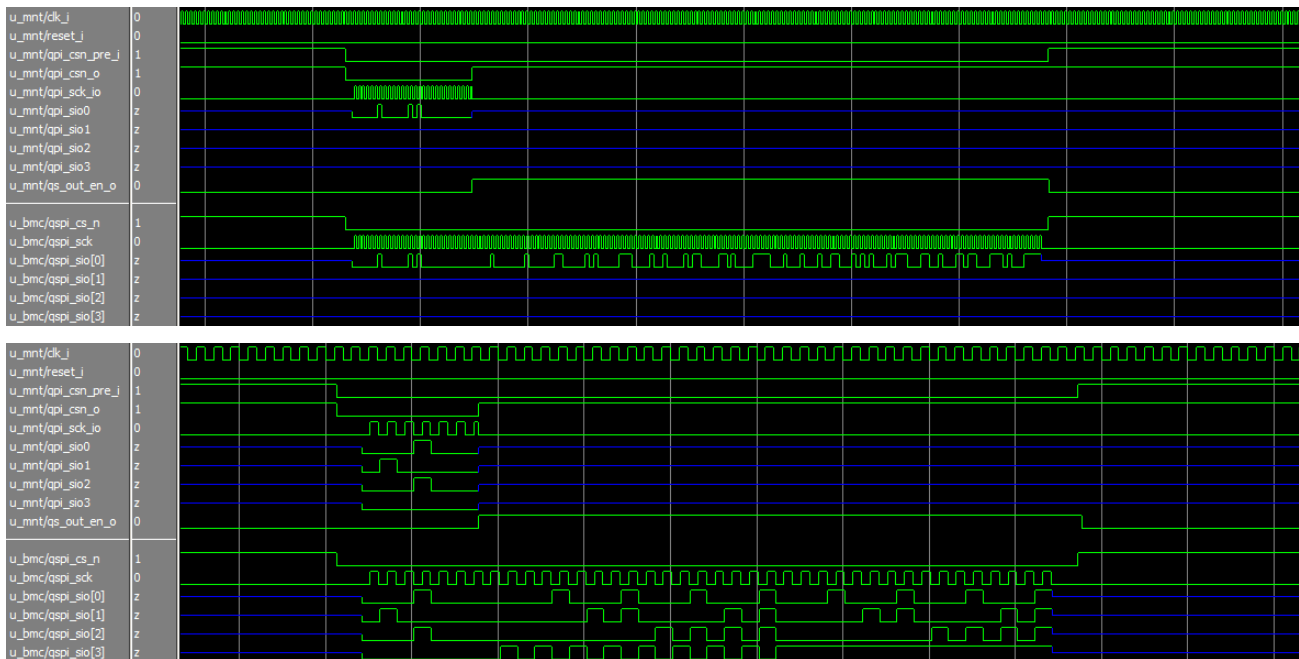 u_mnt/clk_i 0
u_mnt/reset_i 0
u_mnt/qpi_csn_pre_i 1
u_mnt/qpi_csn_o 1
u_mnt/qpi_sck_io 0
u_mnt/qpi_sio0 z
u_mnt/qpi_sio1 z
u_mnt/qpi_sio2 z
u_mnt/qpi_sio3 z
u_mnt/qs_out_en_o 0
u_bmc/qspi_cs_n 1
u_bmc/qspi_sck 0
u_bmc/qspi_sio[0] z
u_bmc/qspi_sio[1] z
u_bmc/qspi_sio[2] z
u_bmc/qspi_sio[3] z
u_mnt/clk_i 0
u_mnt/reset_i 0
u_mnt/qpi_csn_pre_i 1
u_mnt/qpi_csn_o 1
u_mnt/qpi_sck_io 0
u_mnt/qpi_sio0 z
u_mnt/qpi_sio1 z
u_mnt/qpi_sio2 z
u_mnt/qpi_sio3 z
u_mnt/qs_out_en_o 0
u_bmc/qspi_cs_n 1
u_bmc/qspi_sck 0
u_bmc/qspi_sio[0] z
u_bmc/qspi_sio[1] z
u_bmc/qspi_sio[2] z
u_bmc/qspi_sio[3] z